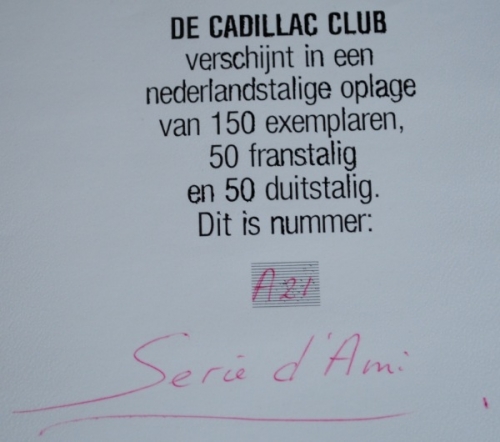 DE CADILLAC CLUB
verschijnt in een
nederlandstalige oplage
van 150 exemplaren,
50 franstalig
en 50 duitstalig.
Dit is nummer:
A21
Serie d'Ami